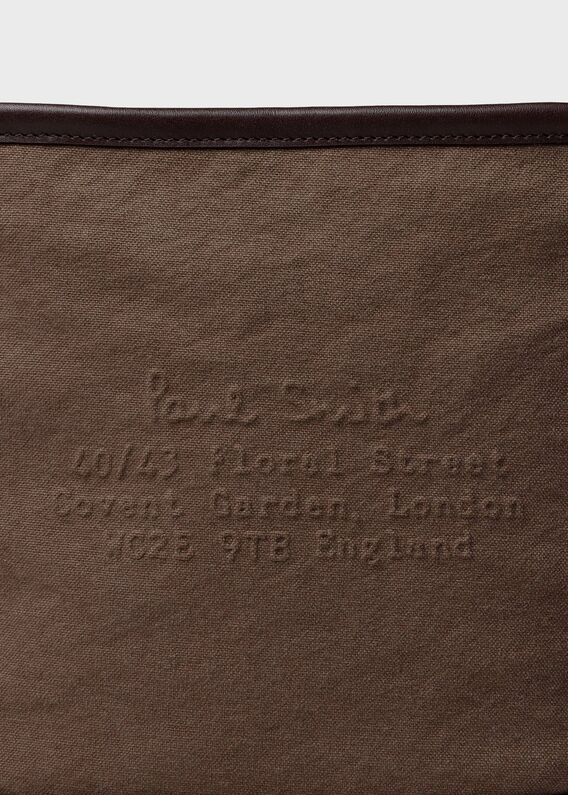 Paul Smith
40/43 Floral Street
Covent Garden, London
WC2E 9TB England